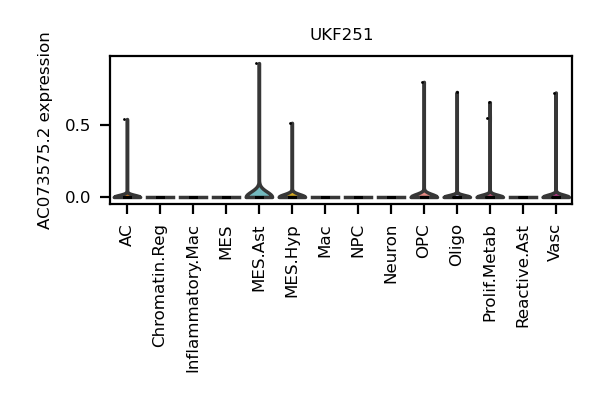 UKF251
AC073575.2 expression
0.5
0.0
AC
Chromatin.Reg
Inflammatory.Mac
MES
MES.Ast
MES.Hyp
Mac
NPC
Neuron
OPC
Oligo
Prolif.Metab
Reactive.Ast
Vasc